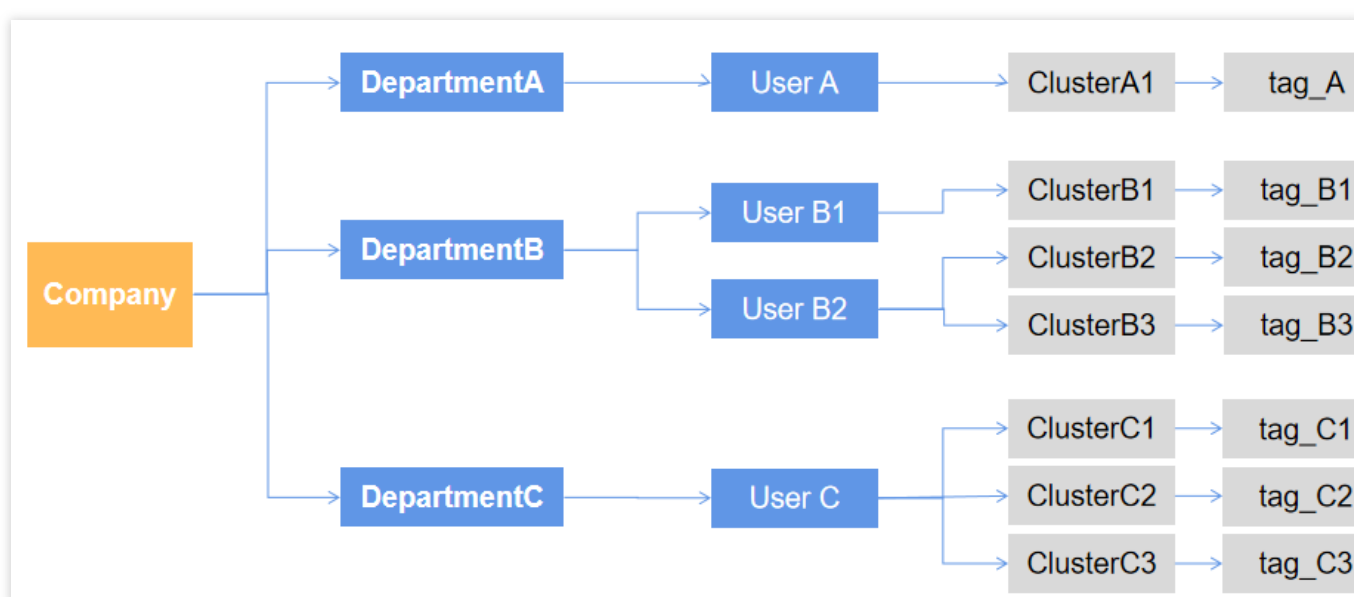 DepartmentA
User A
ClusterA1
tag_A
ClusterB1
tag_B1
User B1
DepartmentB
ClusterB2
tag_B2
Company
User B2
ClusterB3
tag_B3
ClusterC1
tag_C1
DepartmentC
User C
ClusterC2
tag_C2
ClusterC3
tag_C3